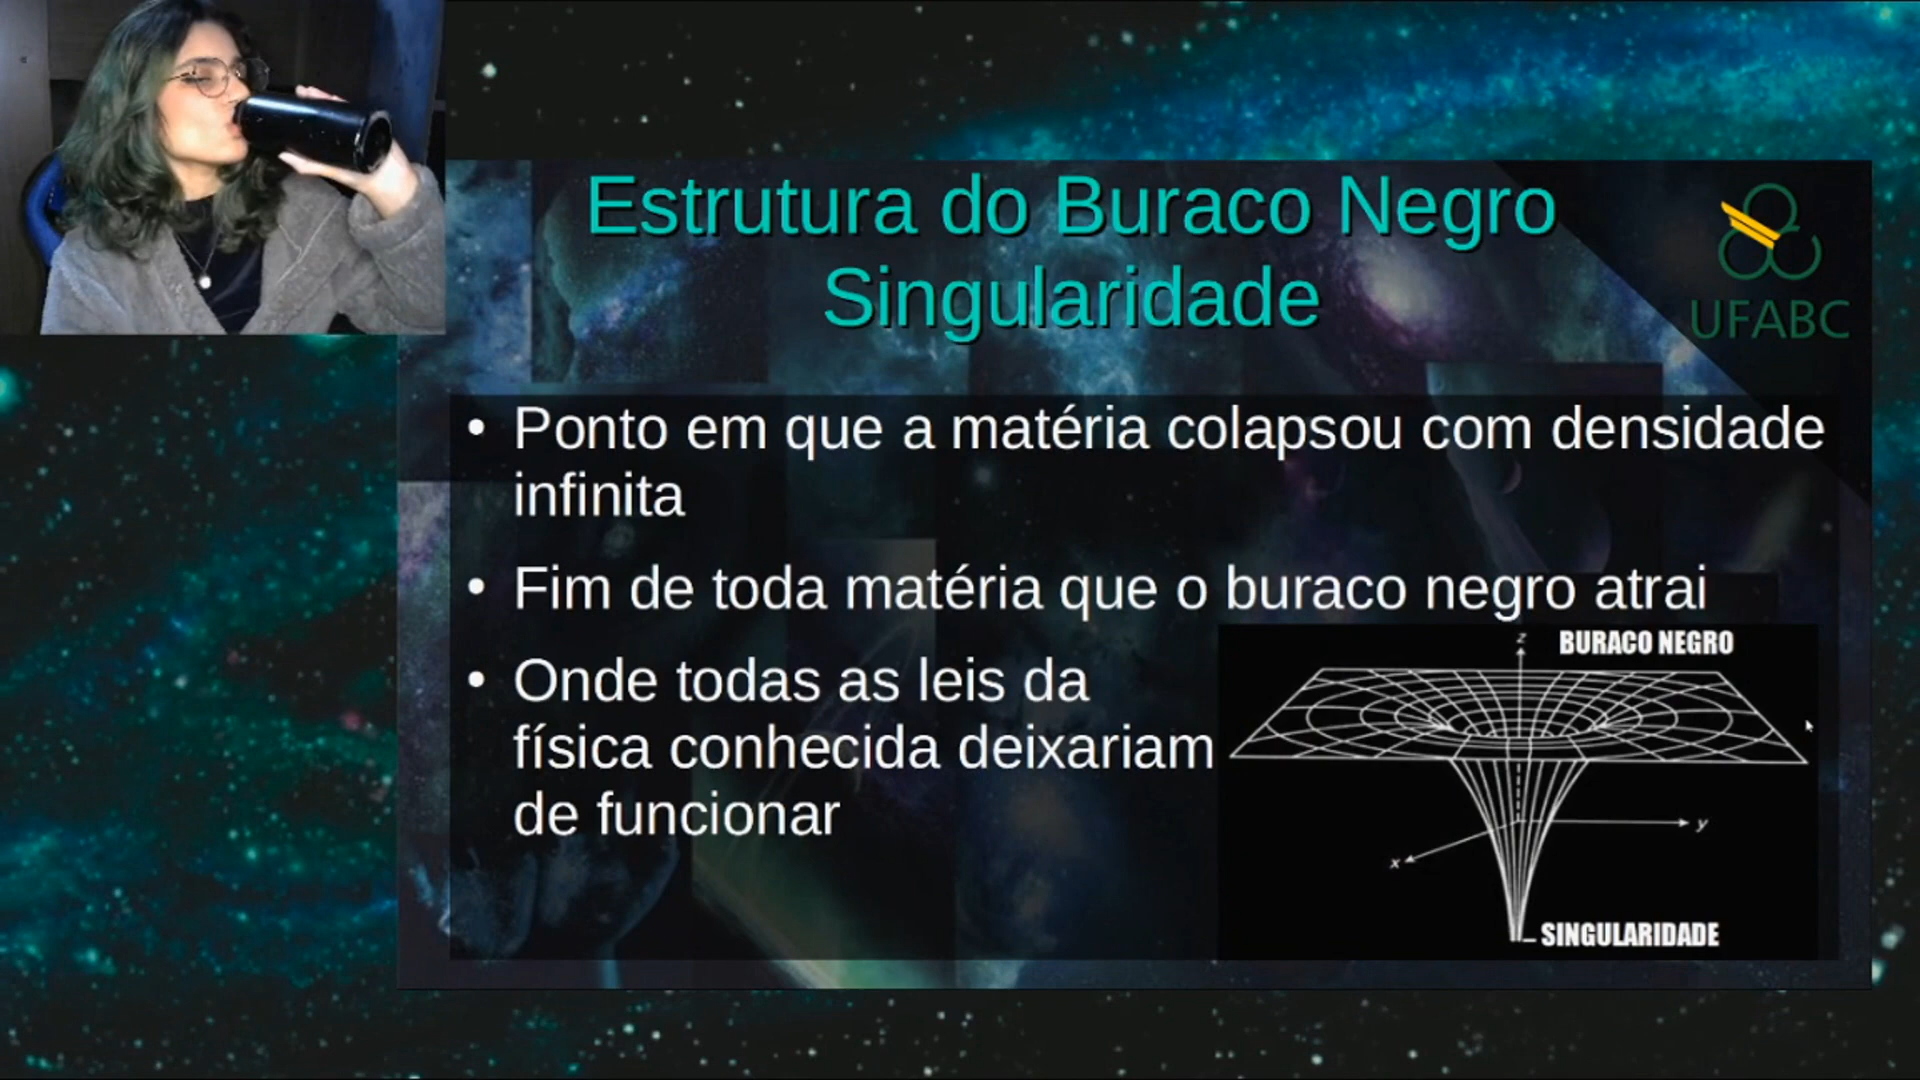 Estrutura do Buraco Negro
Singularidade
UFABC
• Ponto em que a matéria colapsou com densidade
infinita
• Fim de toda matéria que o buraco negro atrai
• Onde todas as leis da
física conhecida deixariam
de funcionar
z
BURACO NEGRO
y
x
SINGULARIDADE